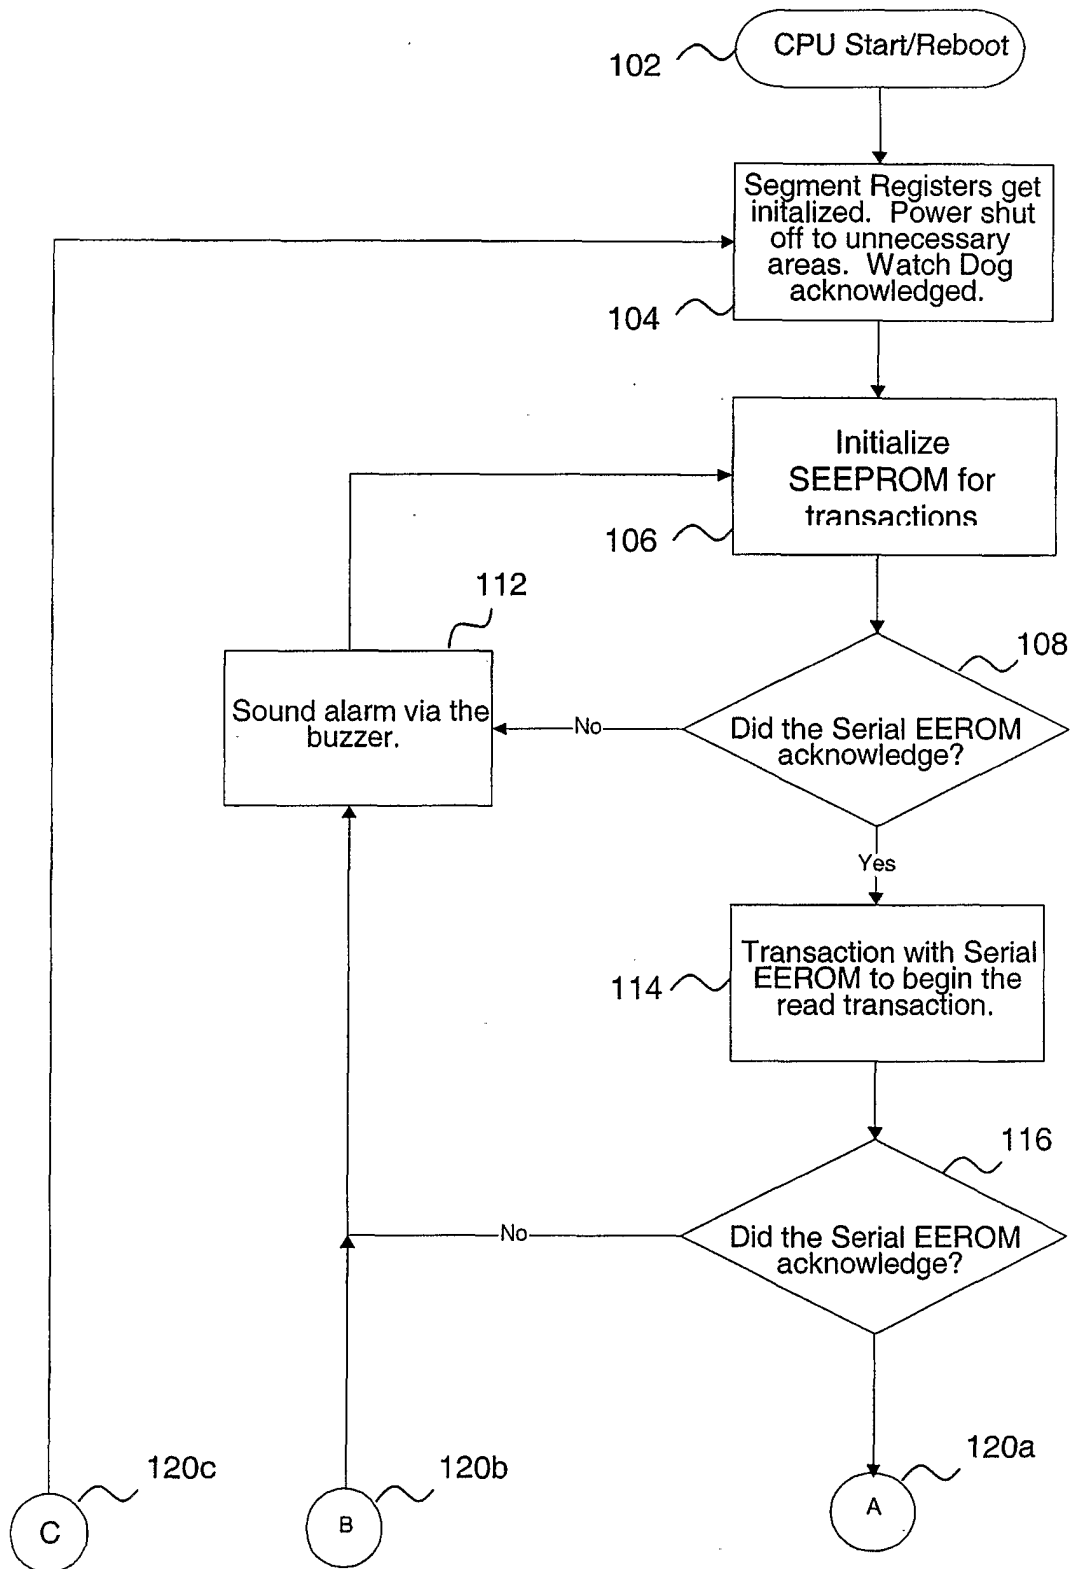 CPU Start/Reboot
102
Segment Registers get
initalized. Power shut
off to unnecessary
areas. Watch Dog
acknowledged.
104
Initialize
SEEPROM for
transactions
106
112
108
Sound alarm via the
buzzer.
No
Did the Serial EEROM
acknowledge?
Yes
Transaction with Serial
EEROM to begin the
read transaction.
114
116
No
Did the Serial EEROM
acknowledge?
120c
120b
120a
C
B
A